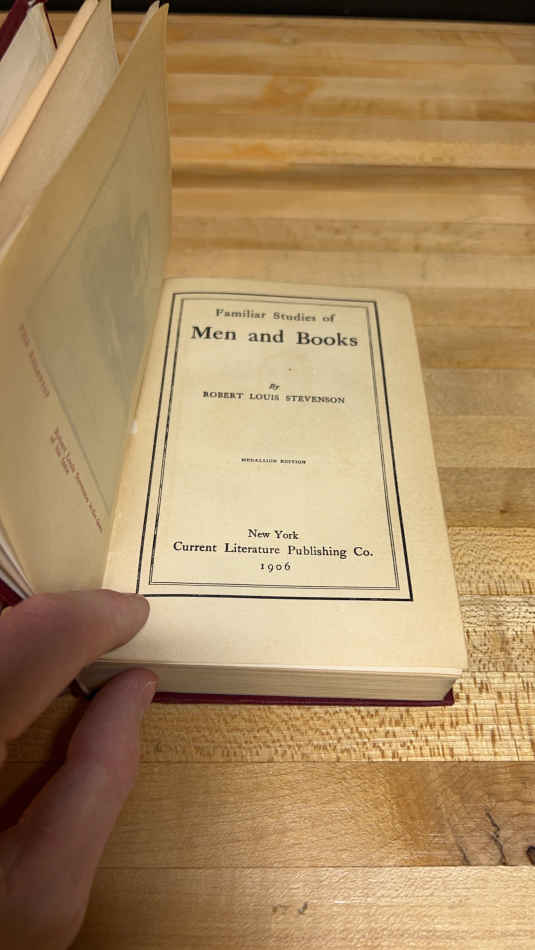 Familiar Studies of
Men and Books
By
ROBERT LOUIS STEVENSON
MEDALLION EDITION
New York
Current Literature Publishing Co.
1906